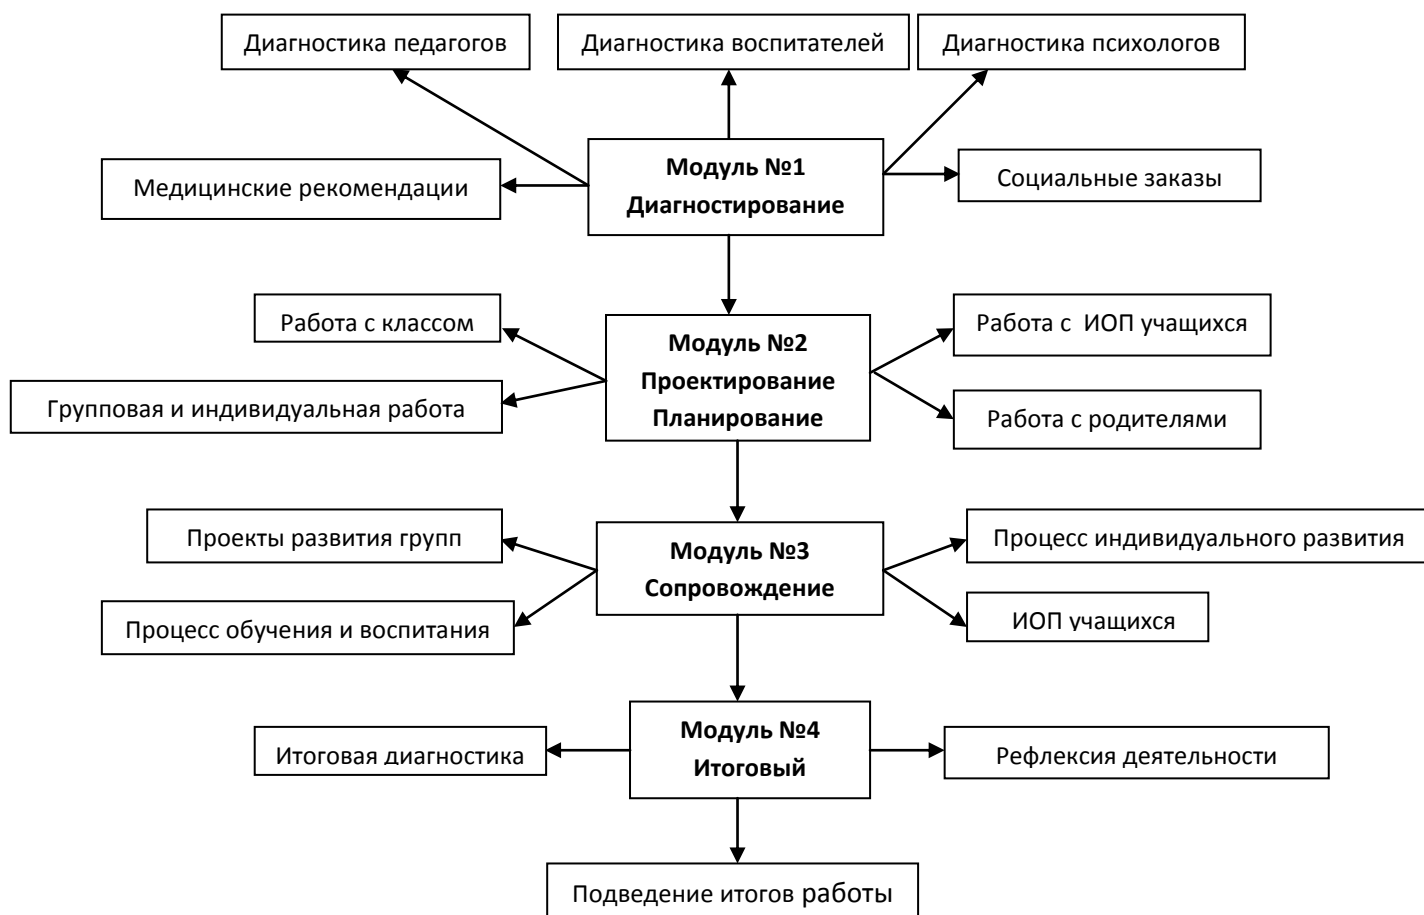 Диагностика педагогов
Диагностика воспитателей
Диагностика психологов
Медицинские рекомендации
Модуль №1
Диагностирование
Социальные заказы
Работа с классом
Групповая и индивидуальная работа
Модуль №2
Проектирование
Планирование
Работа с ИОП учащихся
Работа с родителями
Проекты развития групп
Процесс обучения и воспитания
Модуль №3
Сопровождение
Процесс индивидуального развития
ИОП учащихся
Итоговая диагностика
Модуль №4
Итоговый
Рефлексия деятельности
Подведение итогов работы